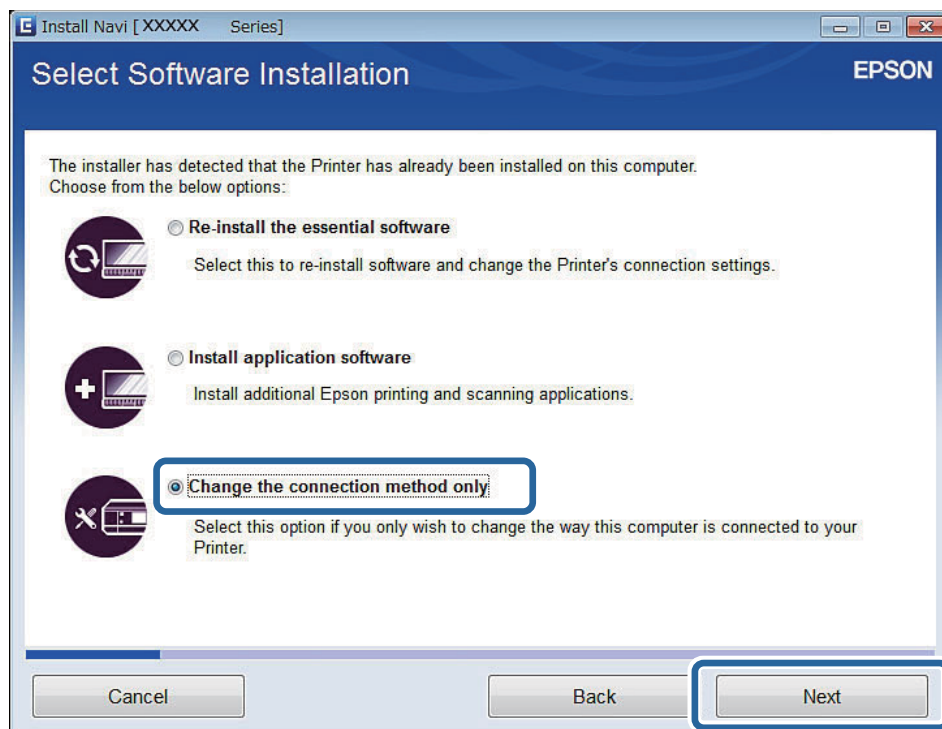 Install Navi [ XXXXX Series]
Select Software Installation
EPSON
The installer has detected that the Printer has already been installed on this computer.
Choose from the below options:
Re-install the essential software
Select this to re-install software and change the Printer's connection settings.
Install application software
Install additional Epson printing and scanning applications.
Change the connection method only
Select this option if you only wish to change the way this computer is connected to your
Printer.
Cancel
Back
Next